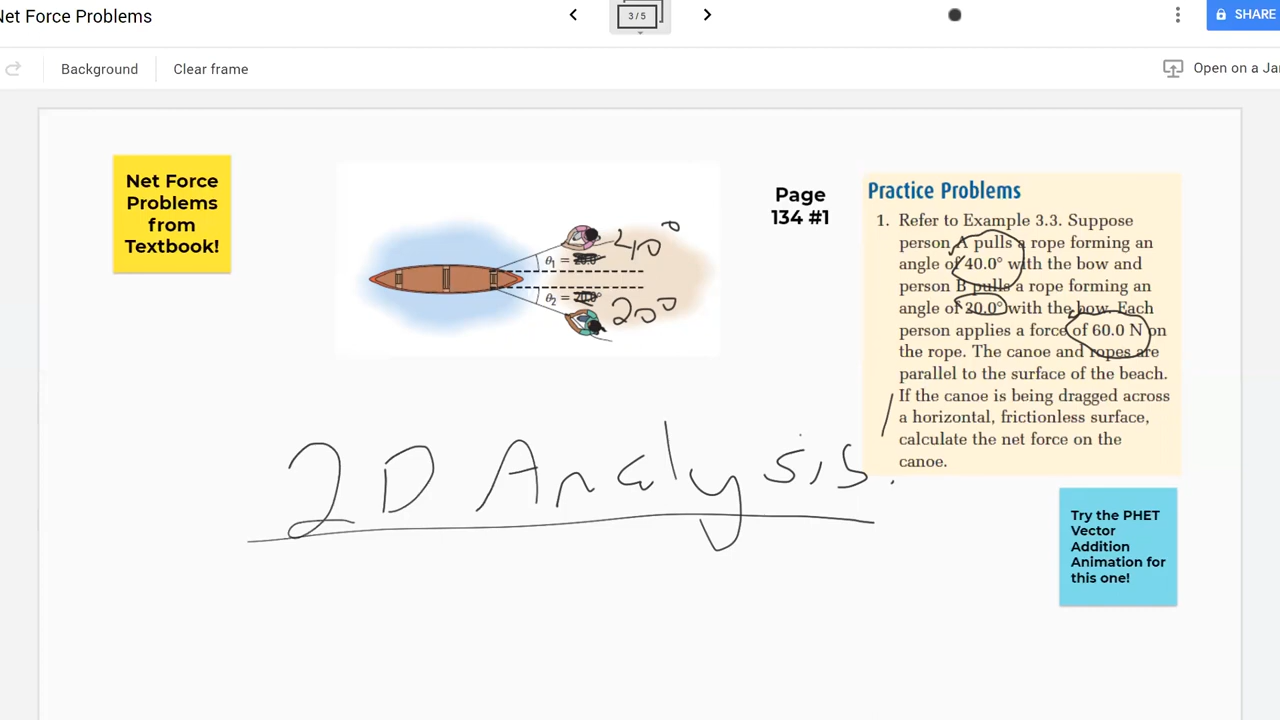 Net Force Problems
3 / 5
SHARE
Background
Clear frame
Open on a Ja
Net Force
Problems
from
Textbook!
40°
θ1 =
θ2 =
20°
Page
134 #1
Practice Problems
1. Refer to Example 3.3. Suppose
person A pulls a rope forming an
angle of 40.0° with the bow and
person B pulls a rope forming an
angle of 20.0° with the bow. Each
person applies a force of 60.0 N on
the rope. The canoe and ropes are
parallel to the surface of the beach.
If the canoe is being dragged across
a horizontal, frictionless surface,
calculate the net force on the
canoe.
2D Analysis.
Try the PHET
Vector
Addition
Animation for
this one!